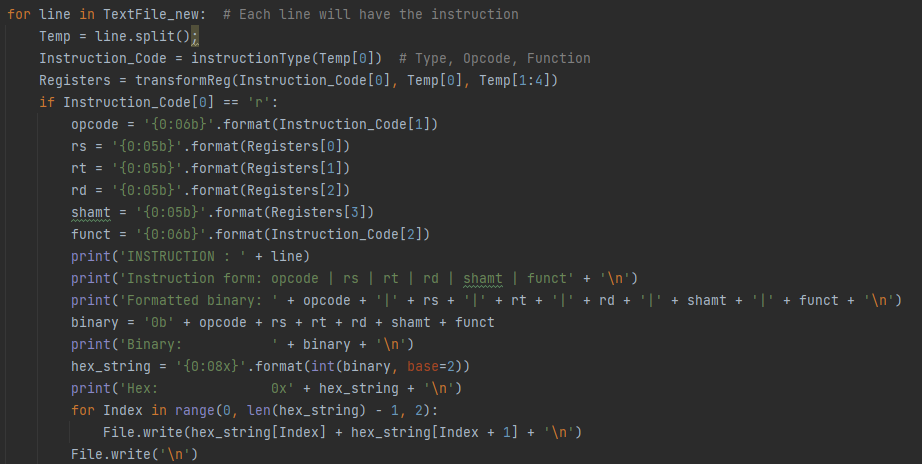 for line in TextFile_new:  # Each line will have the instruction
    Temp = line.split();
    Instruction_Code = instructionType(Temp[0])  # Type, Opcode, Function
    Registers = transformReg(Instruction_Code[0], Temp[0], Temp[1:4])
    if Instruction_Code[0] == 'r':
        opcode = '{0:06b}'.format(Instruction_Code[1])
        rs = '{0:05b}'.format(Registers[0])
        rt = '{0:05b}'.format(Registers[1])
        rd = '{0:05b}'.format(Registers[2])
        shamt = '{0:05b}'.format(Registers[3])
        funct = '{0:06b}'.format(Instruction_Code[2])
        print('INSTRUCTION : ' + line)
        print('Instruction form: opcode | rs | rt | rd | shamt | funct' + '\n')
        print('Formatted binary: ' + opcode + '|' + rs + '|' + rt + '|' + rd + '|' + shamt + '|' + funct + '\n')
        binary = '0b' + opcode + rs + rt + rd + shamt + funct
        print('Binary:           ' + binary + '\n')
        hex_string = '{0:08x}'.format(int(binary, base=2))
        print('Hex:              0x' + hex_string + '\n')
        for Index in range(0, len(hex_string) - 1, 2):
            File.write(hex_string[Index] + hex_string[Index + 1] + '\n')
        File.write('\n')